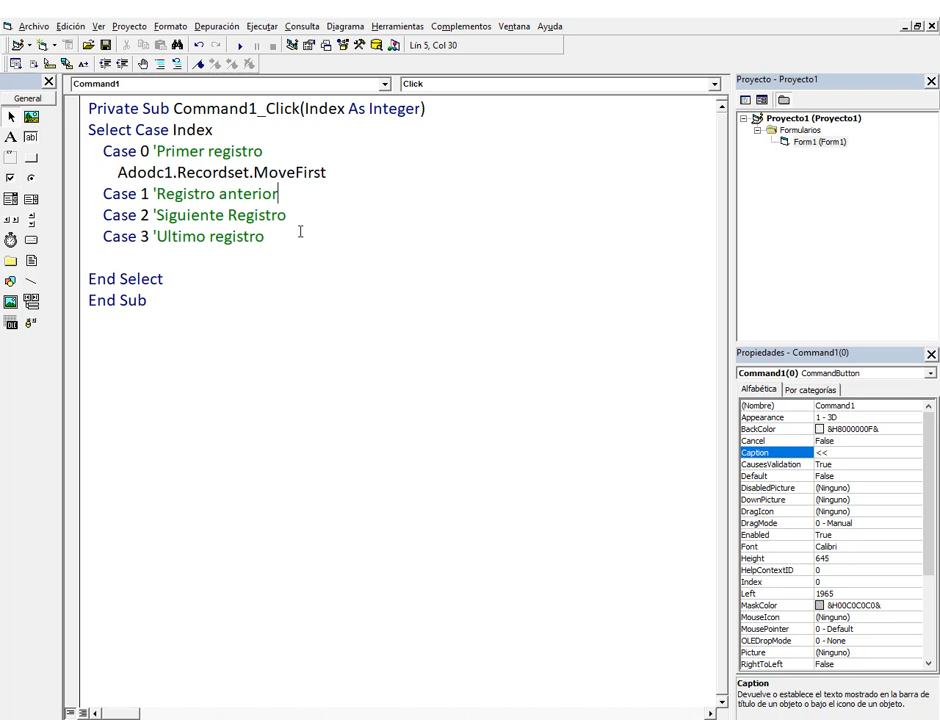 Archivo Edición Ver Proyecto Formato Depuración Ejecutar Consulta Diagrama Herramientas Complementos Ventana Ayuda
Lín 5, Col 30
General
Command1 Click
Private Sub Command1_Click(Index As Integer)
Select Case Index
Case 0 'Primer registro
Adodc1.Recordset.MoveFirst
Case 1 'Registro anterior
Case 2 'Siguiente Registro
Case 3 'Ultimo registro
End Select
End Sub
Proyecto - Proyecto1
Proyecto1 (Proyecto1)
Formularios
Form1 (Form1)
Propiedades - Command1(0)
Command1(0) CommandButton
Alfabética Por categorías
(Nombre) Command1
Appearance 1 - 3D
BackColor &H8000000F&
Cancel False
Caption <<
CausesValidation True
Default False
DisabledPicture (Ninguno)
DownPicture (Ninguno)
DragIcon (Ninguno)
DragMode 0 - Manual
Enabled True
Font Calibri
Height 645
HelpContextID 0
Index 0
Left 1965
MaskColor &H00C0C0C0&
MouseIcon (Ninguno)
MousePointer 0 - Default
OLEDropMode 0 - None
Picture (Ninguno)
RightToLeft False
Caption
Devuelve o establece el texto mostrado en la barra de
título de un objeto o bajo el icono de un objeto.